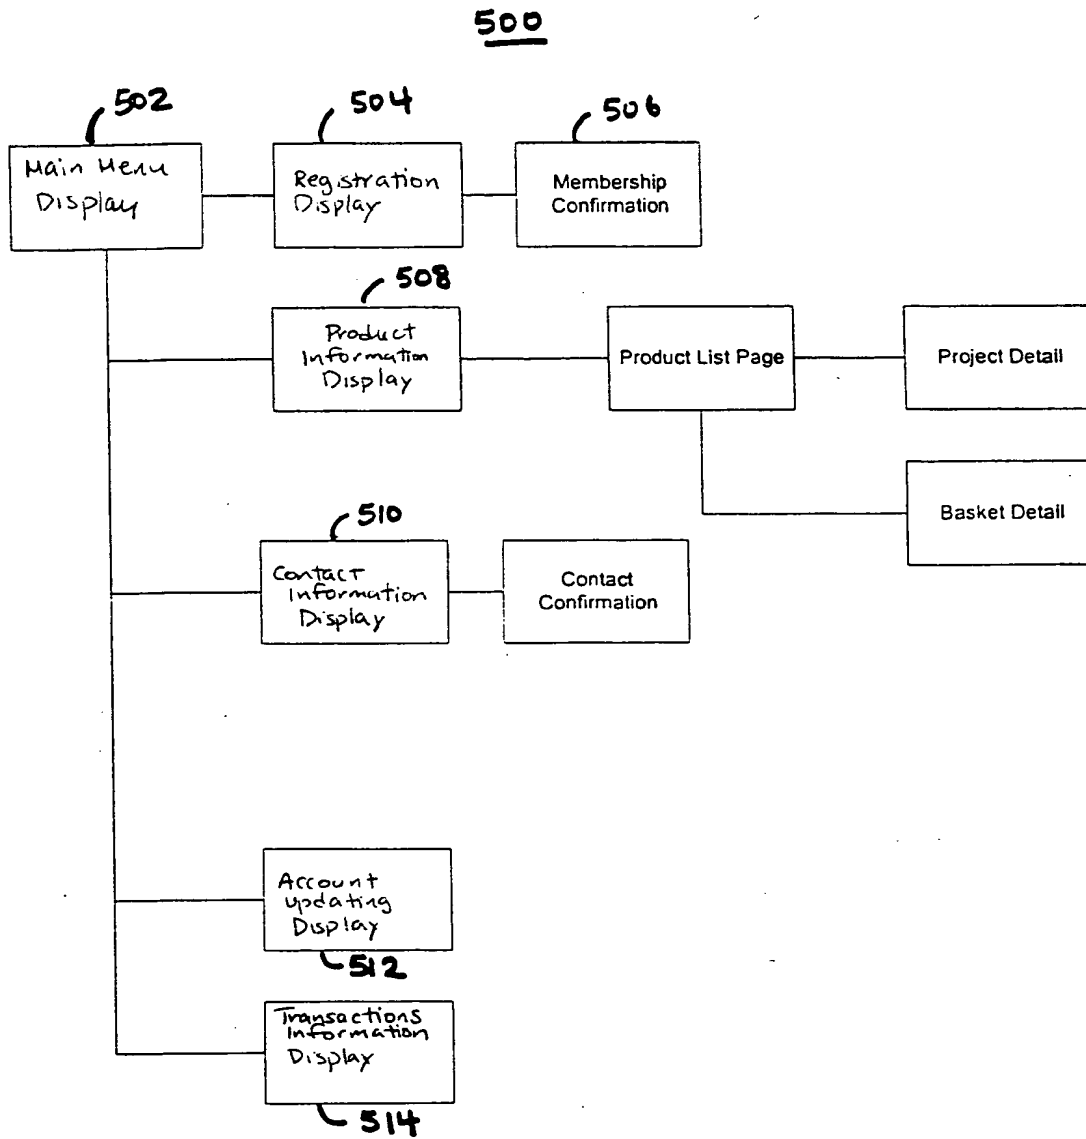 500
502
504
506
Main Menu
Display
Registration
Display
Membership
Confirmation
508
Product
Information
Display
Product List Page
Project Detail
Basket Detail
510
Contact
Information
Display
Contact
Confirmation
Account
updating
Display
512
Transactions
Information
Display
514